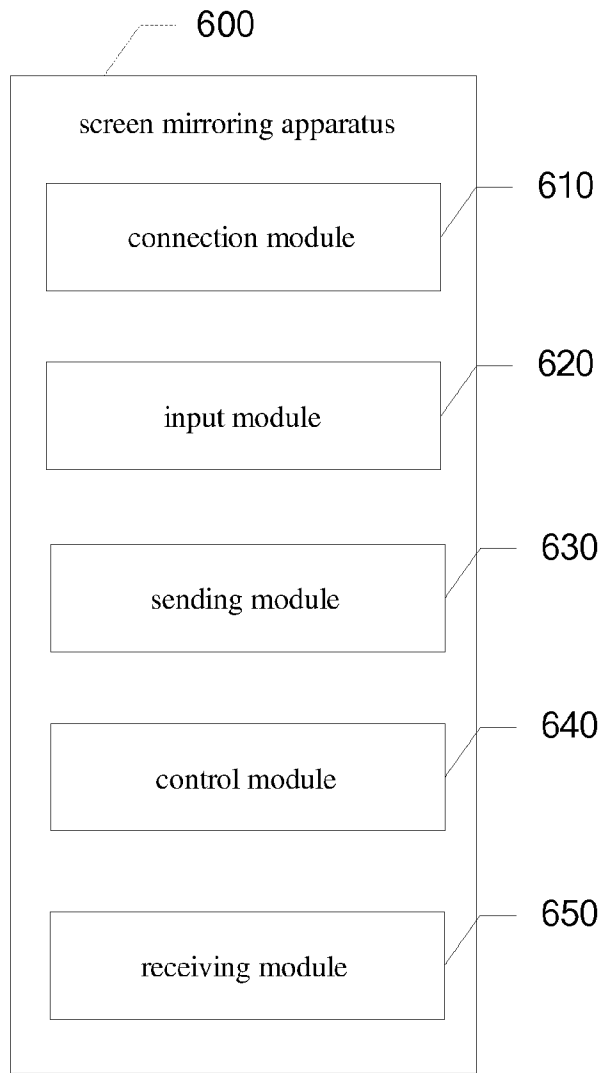 600
screen mirroring apparatus
610
connection module
620
input module
630
sending module
640
control module
650
receiving module